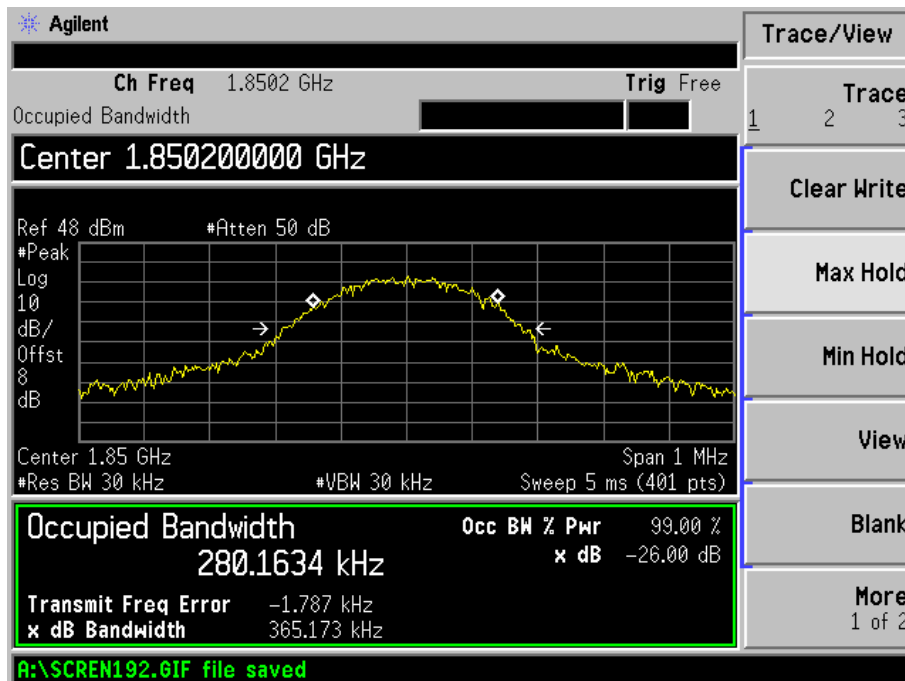 Agilent
Trace/View
Ch Freq 1.8502 GHz Trig Free
Occupied Bandwidth
Trace
1 2 3
Center 1.850200000 GHz
Clear Write
Ref 48 dBm #Atten 50 dB
#Peak
Log
10
dB/
Offst
8
dB
Max Hold
Min Hold
View
Center 1.85 GHz Span 1 MHz
#Res BW 30 kHz #VBW 30 kHz Sweep 5 ms (401 pts)
Occupied Bandwidth Occ BW % Pwr 99.00 %
280.1634 kHz x dB -26.00 dB
Blank
Transmit Freq Error -1.787 kHz
x dB Bandwidth 365.173 kHz
More
1 of 2
A:\SCREN192.GIF file saved